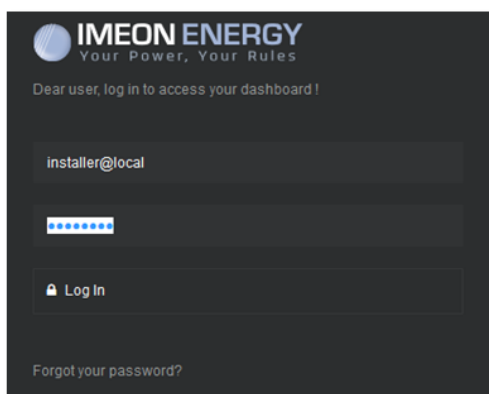 IMEON ENERGY
Your Power, Your Rules
Dear user, log in to access your dashboard !
installer@local
••••••••
Log In
Forgot your password?